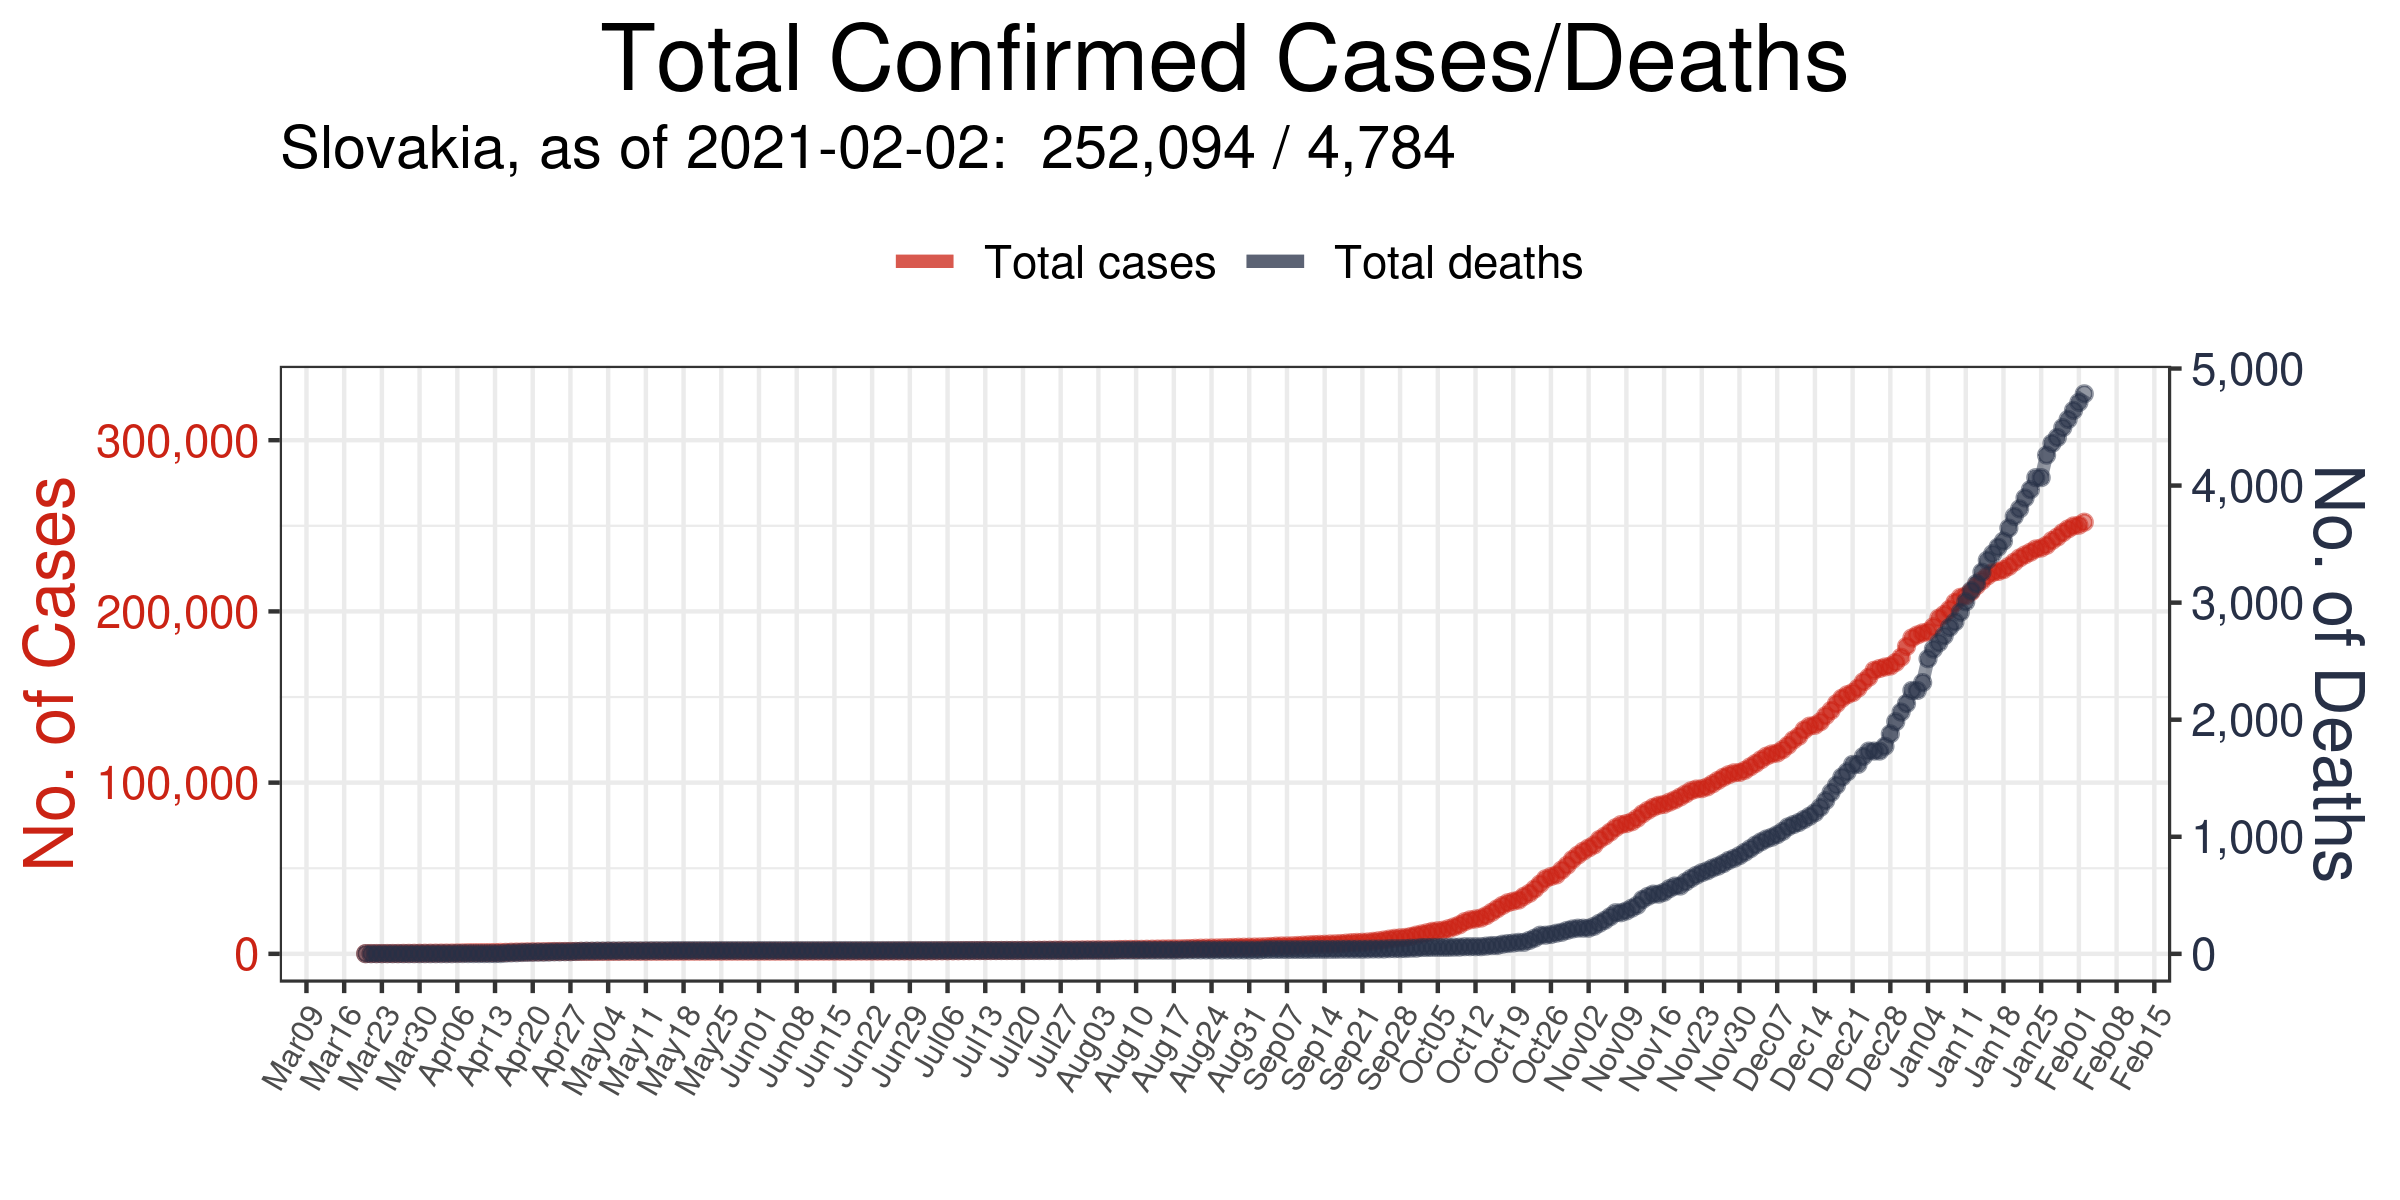 Total Confirmed Cases/Deaths
Slovakia, as of 2021-02-02:  252,094 / 4,784
Total cases
Total deaths
No. of Cases
300,000
200,000
100,000
0
5,000
4,000
3,000
2,000
1,000
0
No. of Deaths
Mar09
Mar16
Mar23
Mar30
Apr06
Apr13
Apr20
Apr27
May04
May11
May18
May25
Jun01
Jun08
Jun15
Jun22
Jun29
Jul06
Jul13
Jul20
Jul27
Aug03
Aug10
Aug17
Aug24
Aug31
Sep07
Sep14
Sep21
Sep28
Oct05
Oct12
Oct19
Oct26
Nov02
Nov09
Nov16
Nov23
Nov30
Dec07
Dec14
Dec21
Dec28
Jan04
Jan11
Jan18
Jan25
Feb01
Feb08
Feb15